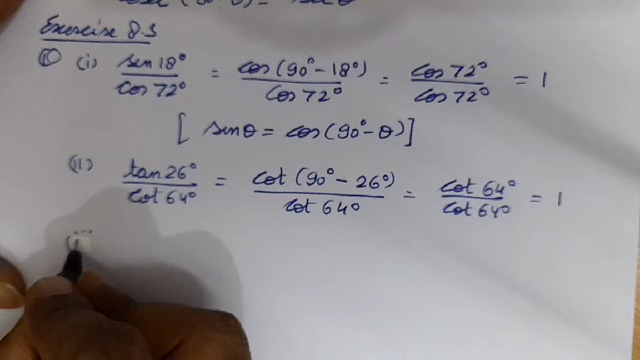 Exercise 8.3
① (i) sin 18° / cos 72° = cos (90° - 18°) / cos 72° = cos 72° / cos 72° = 1
[ sin θ = cos (90° - θ) ]
(ii) tan 26° / cot 64° = cot (90° - 26°) / cot 64° = cot 64° / cot 64° = 1